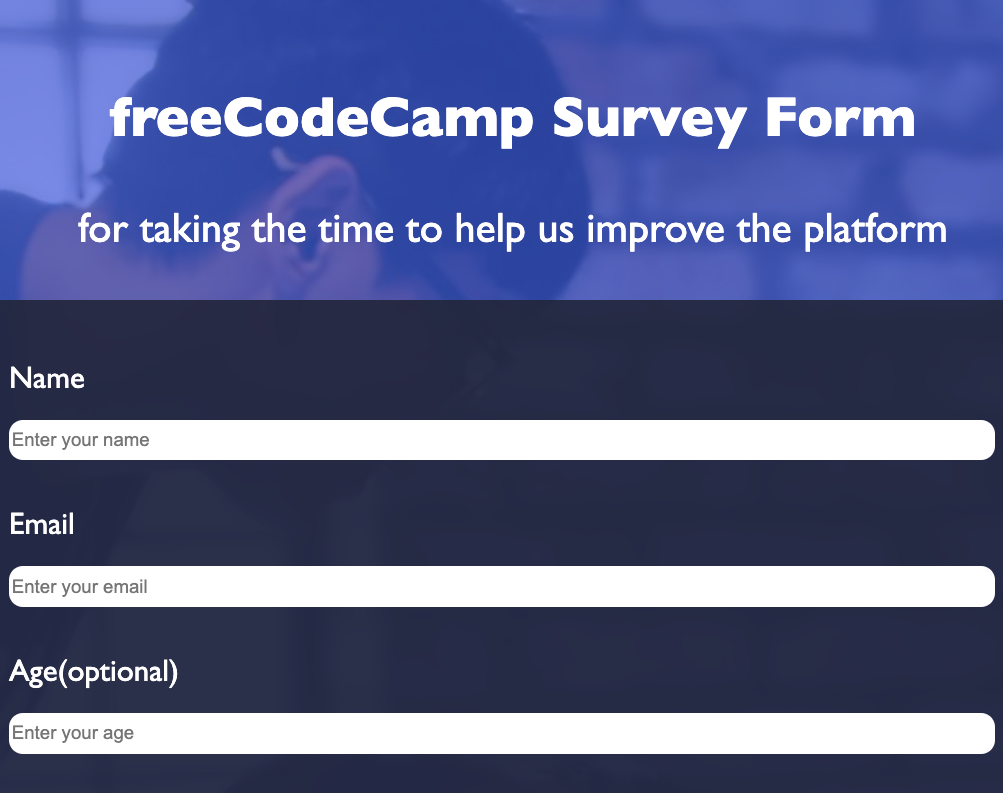 freeCodeCamp Survey Form
for taking the time to help us improve the platform
Name
Enter your name
Email
Enter your email
Age(optional)
Enter your age